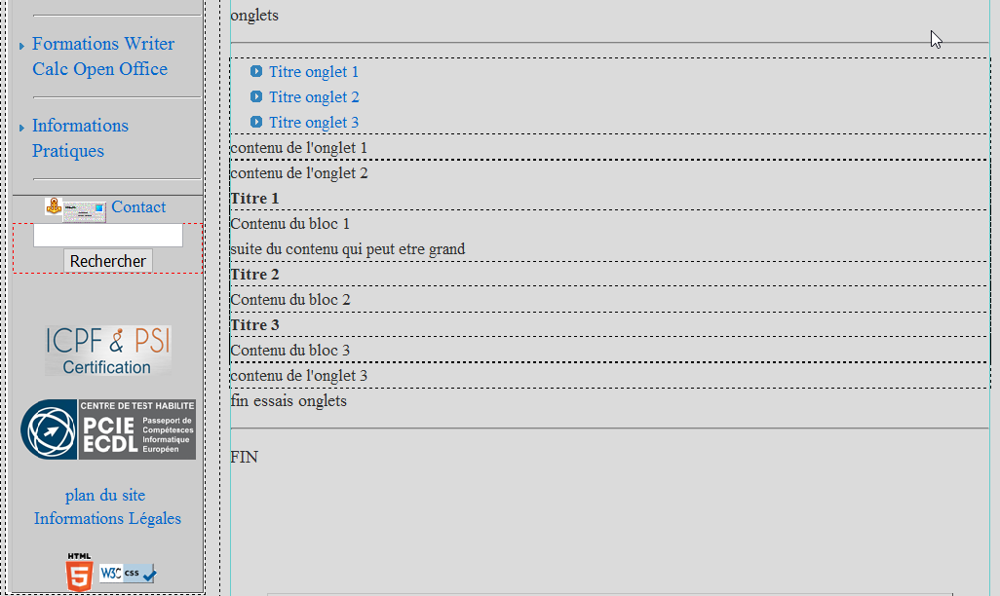 Formations Writer
Calc Open Office
Informations
Pratiques
Contact
Rechercher
ICPF & PSI
Certification
CENTRE DE TEST HABILITÉ
PCIE
ECDL
Passeport de
Compétences
Informatique
Européen
plan du site
Informations Légales
HTML
5
W3C css
onglets
Titre onglet 1
Titre onglet 2
Titre onglet 3
contenu de l'onglet 1
contenu de l'onglet 2
Titre 1
Contenu du bloc 1
suite du contenu qui peut etre grand
Titre 2
Contenu du bloc 2
Titre 3
Contenu du bloc 3
contenu de l'onglet 3
fin essais onglets
FIN